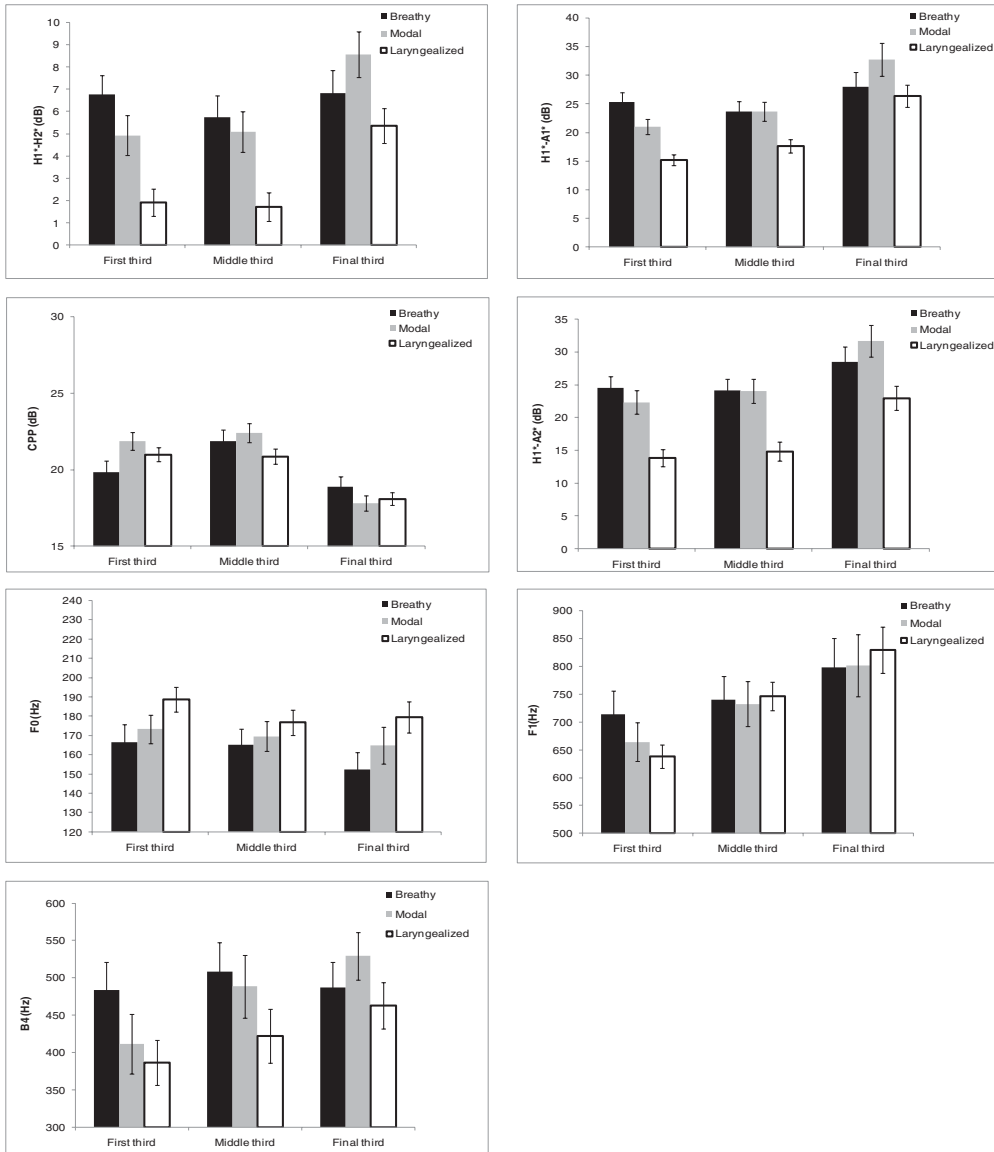 10
9
8
7
6
5
4
3
2
1
0
H1*-H2* (dB)
Breathy
Modal
Laryngealized
First third Middle third Final third
40
35
30
25
20
15
10
5
0
H1*-A1* (dB)
Breathy
Modal
Laryngealized
First third Middle third Final third
30
25
20
15
CPP (dB)
Breathy
Modal
Laryngealized
First third Middle third Final third
35
30
25
20
15
10
5
0
H1*-A2* (dB)
Breathy
Modal
Laryngealized
First third Middle third Final third
240
230
220
210
200
190
180
170
160
150
140
130
120
F0 (Hz)
Breathy
Modal
Laryngealized
First third Middle third Final third
900
850
800
750
700
650
600
550
500
F1(Hz)
Breathy
Modal
Laryngealized
First third Middle third Final third
600
550
500
450
400
350
300
B4 (Hz)
Breathy
Modal
Laryngealized
First third Middle third Final third